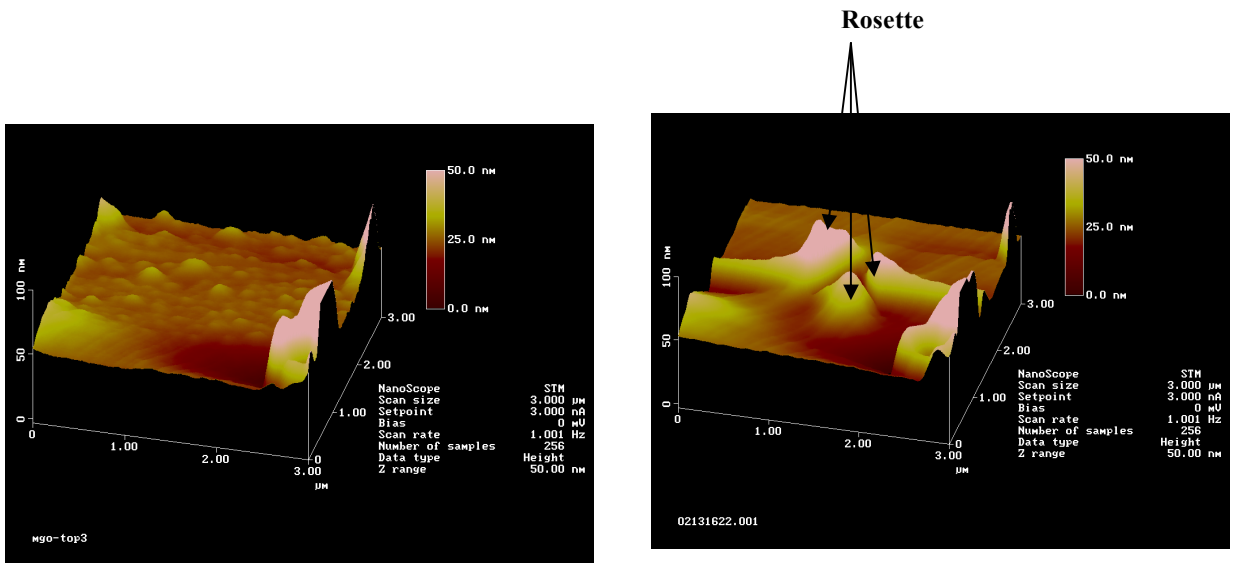 Rosette
50.0 nm
25.0 nm
0.0 nm
nm
100
50
0
0
1.00
2.00
3.00
µm
0
1.00
2.00
3.00
NanoScope STM
Scan size 3.000 µm
Setpoint 3.000 nA
Bias 0 mV
Scan rate 1.001 Hz
Number of samples 256
Data type Height
Z range 50.00 nm
mgo-top3
50.0 nm
25.0 nm
0.0 nm
nm
100
50
0
0
1.00
2.00
3.00
µm
0
1.00
2.00
3.00
NanoScope STM
Scan size 3.000 µm
Setpoint 3.000 nA
Bias 0 mV
Scan rate 1.001 Hz
Number of samples 256
Data type Height
Z range 50.00 nm
02131622.001